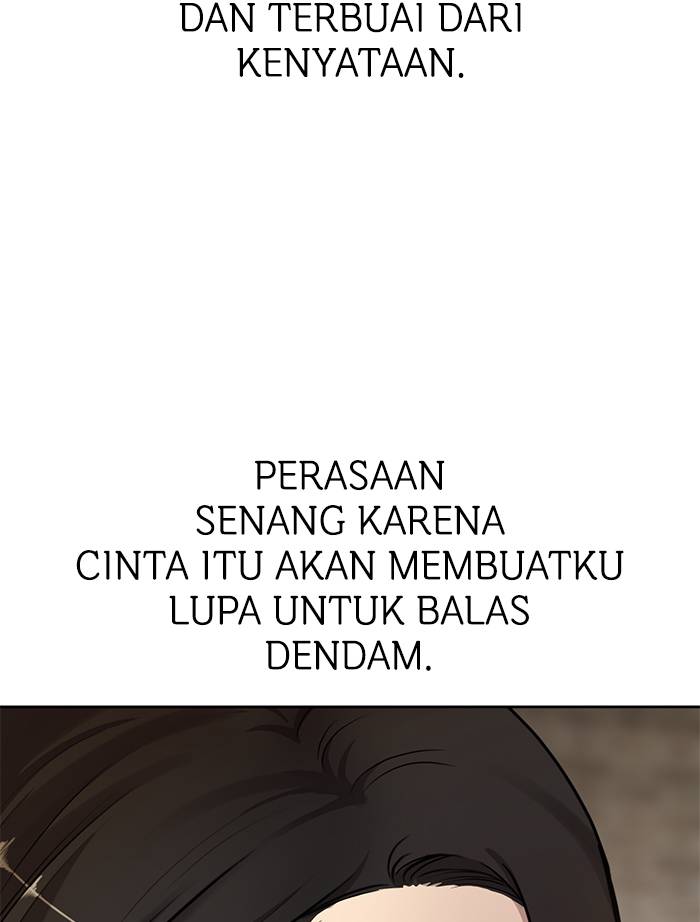 DAN TERBUAI DARI
KENYATAAN.
PERASAAN
SENANG KARENA
CINTA ITU AKAN MEMBUATKU
LUPA UNTUK BALAS
DENDAM.